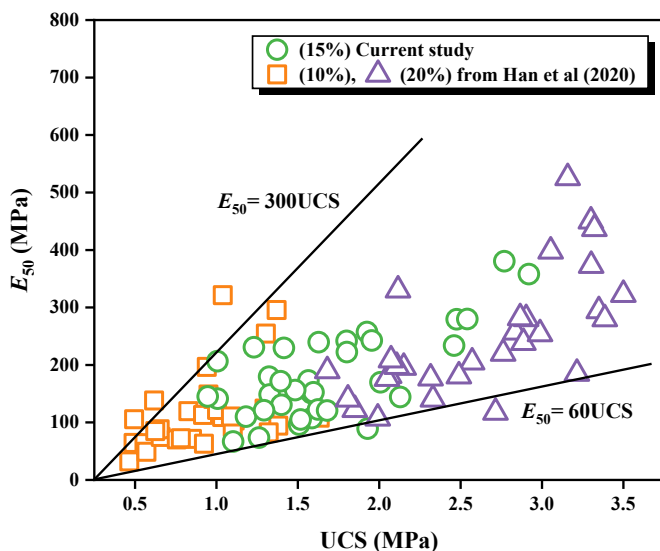 800
700
600
500
400
300
200
100
0
E50 (MPa)
(15%) Current study
(10%), (20%) from Han et al (2020)
E50= 300UCS
E50= 60UCS
0.5 1.0 1.5 2.0 2.5 3.0 3.5
UCS (MPa)